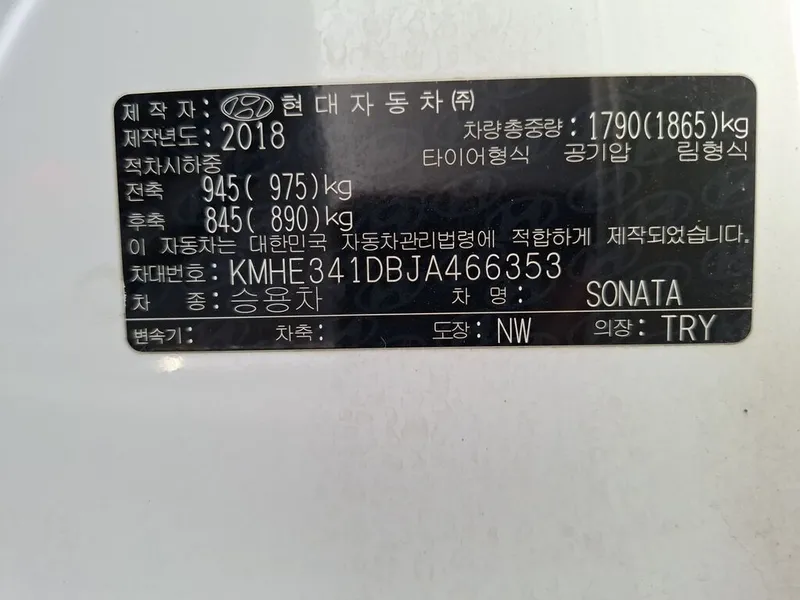 제 작 자 : 현대자동차㈜
제작년도 : 2018 차량총중량 : 1790(1865)kg
적차시하중 타이어형식 공기압 림형식
전축 945( 975)kg
후축 845( 890)kg
이 자동차는 대한민국 자동차관리법령에 적합하게 제작되었습니다.
차대번호 : KMHE341DBJA466353
차 종 : 승용차 차 명 : SONATA
변속기 : 차축 : 도장 : NW 의장 : TRY